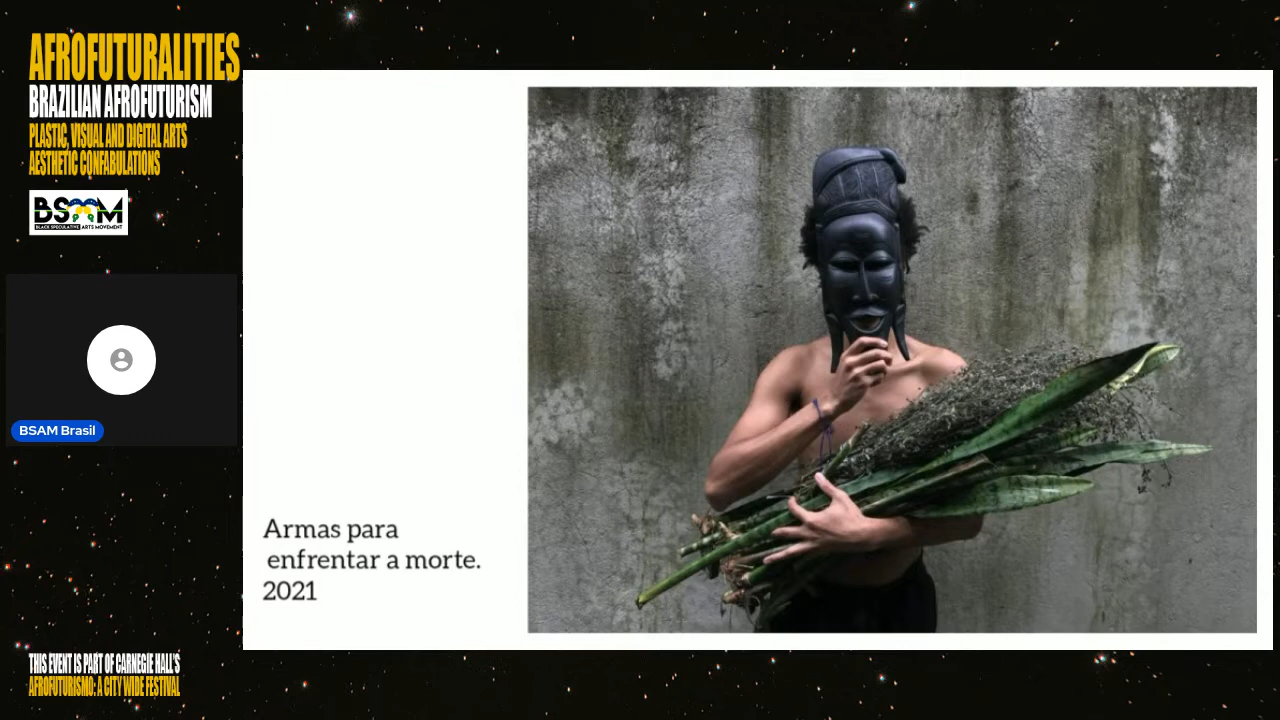 AFROFUTURALITIES
BRAZILIAN AFROFUTURISM
PLASTIC, VISUAL AND DIGITAL ARTS
AESTHETIC CONFABULATIONS
BSAM
BLACK SPECULATIVE ARTS MOVEMENT
BSAM Brasil
Armas para
enfrentar a morte.
2021
THIS EVENT IS PART OF CARNEGIE HALL'S
AFROFUTURISMO: A CITY WIDE FESTIVAL